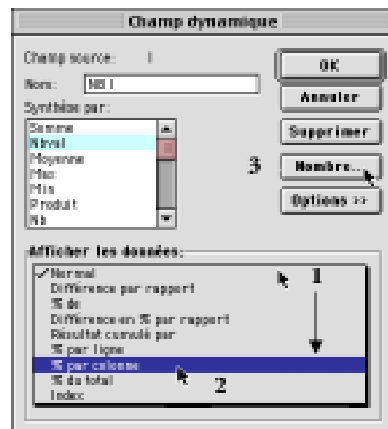 Champ dynamique
Champ source: I
Nom: NB I
Synthèse par:
Somme
Nbval
Moyenne
Max
Min
Produit
Nb
OK
Annuler
Supprimer
3 Nombre...
Options >>
Afficher les données:
✓Normal
1
Différence par rapport
% de
Différence en % par rapport
Résultat cumulé par
% par ligne
% par colonne
2
% du total
Index